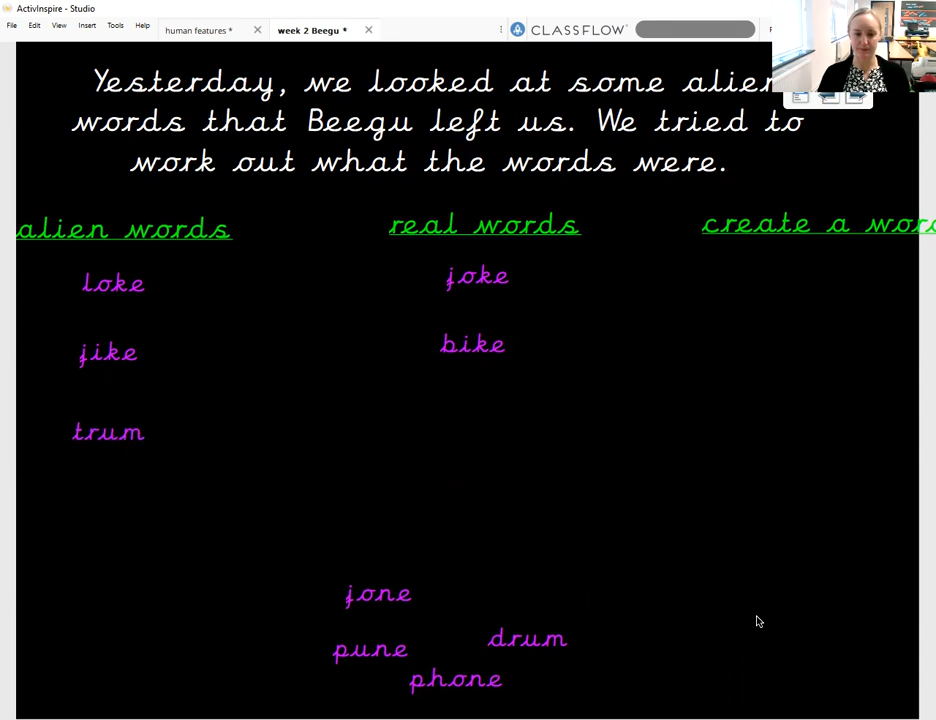 ActivInspire - Studio
File Edit View Insert Tools Help
human features *
week 2 Beegu *
CLASSFLOW
Yesterday, we looked at some alien
words that Beegu left us. We tried to
work out what the words were.
alien words real words create a word
loke joke
jike bike
trum
jone
drum
pune
phone